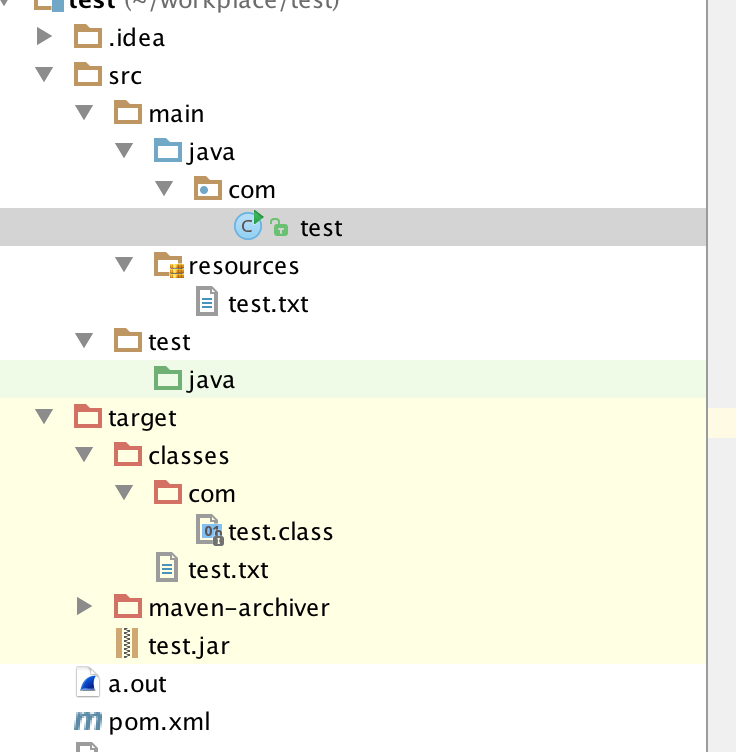 test (~/workplace/test)
.idea
src
main
java
com
C test
resources
test.txt
test
java
target
classes
com
01 test.class
test.txt
maven-archiver
test.jar
a.out
m pom.xml